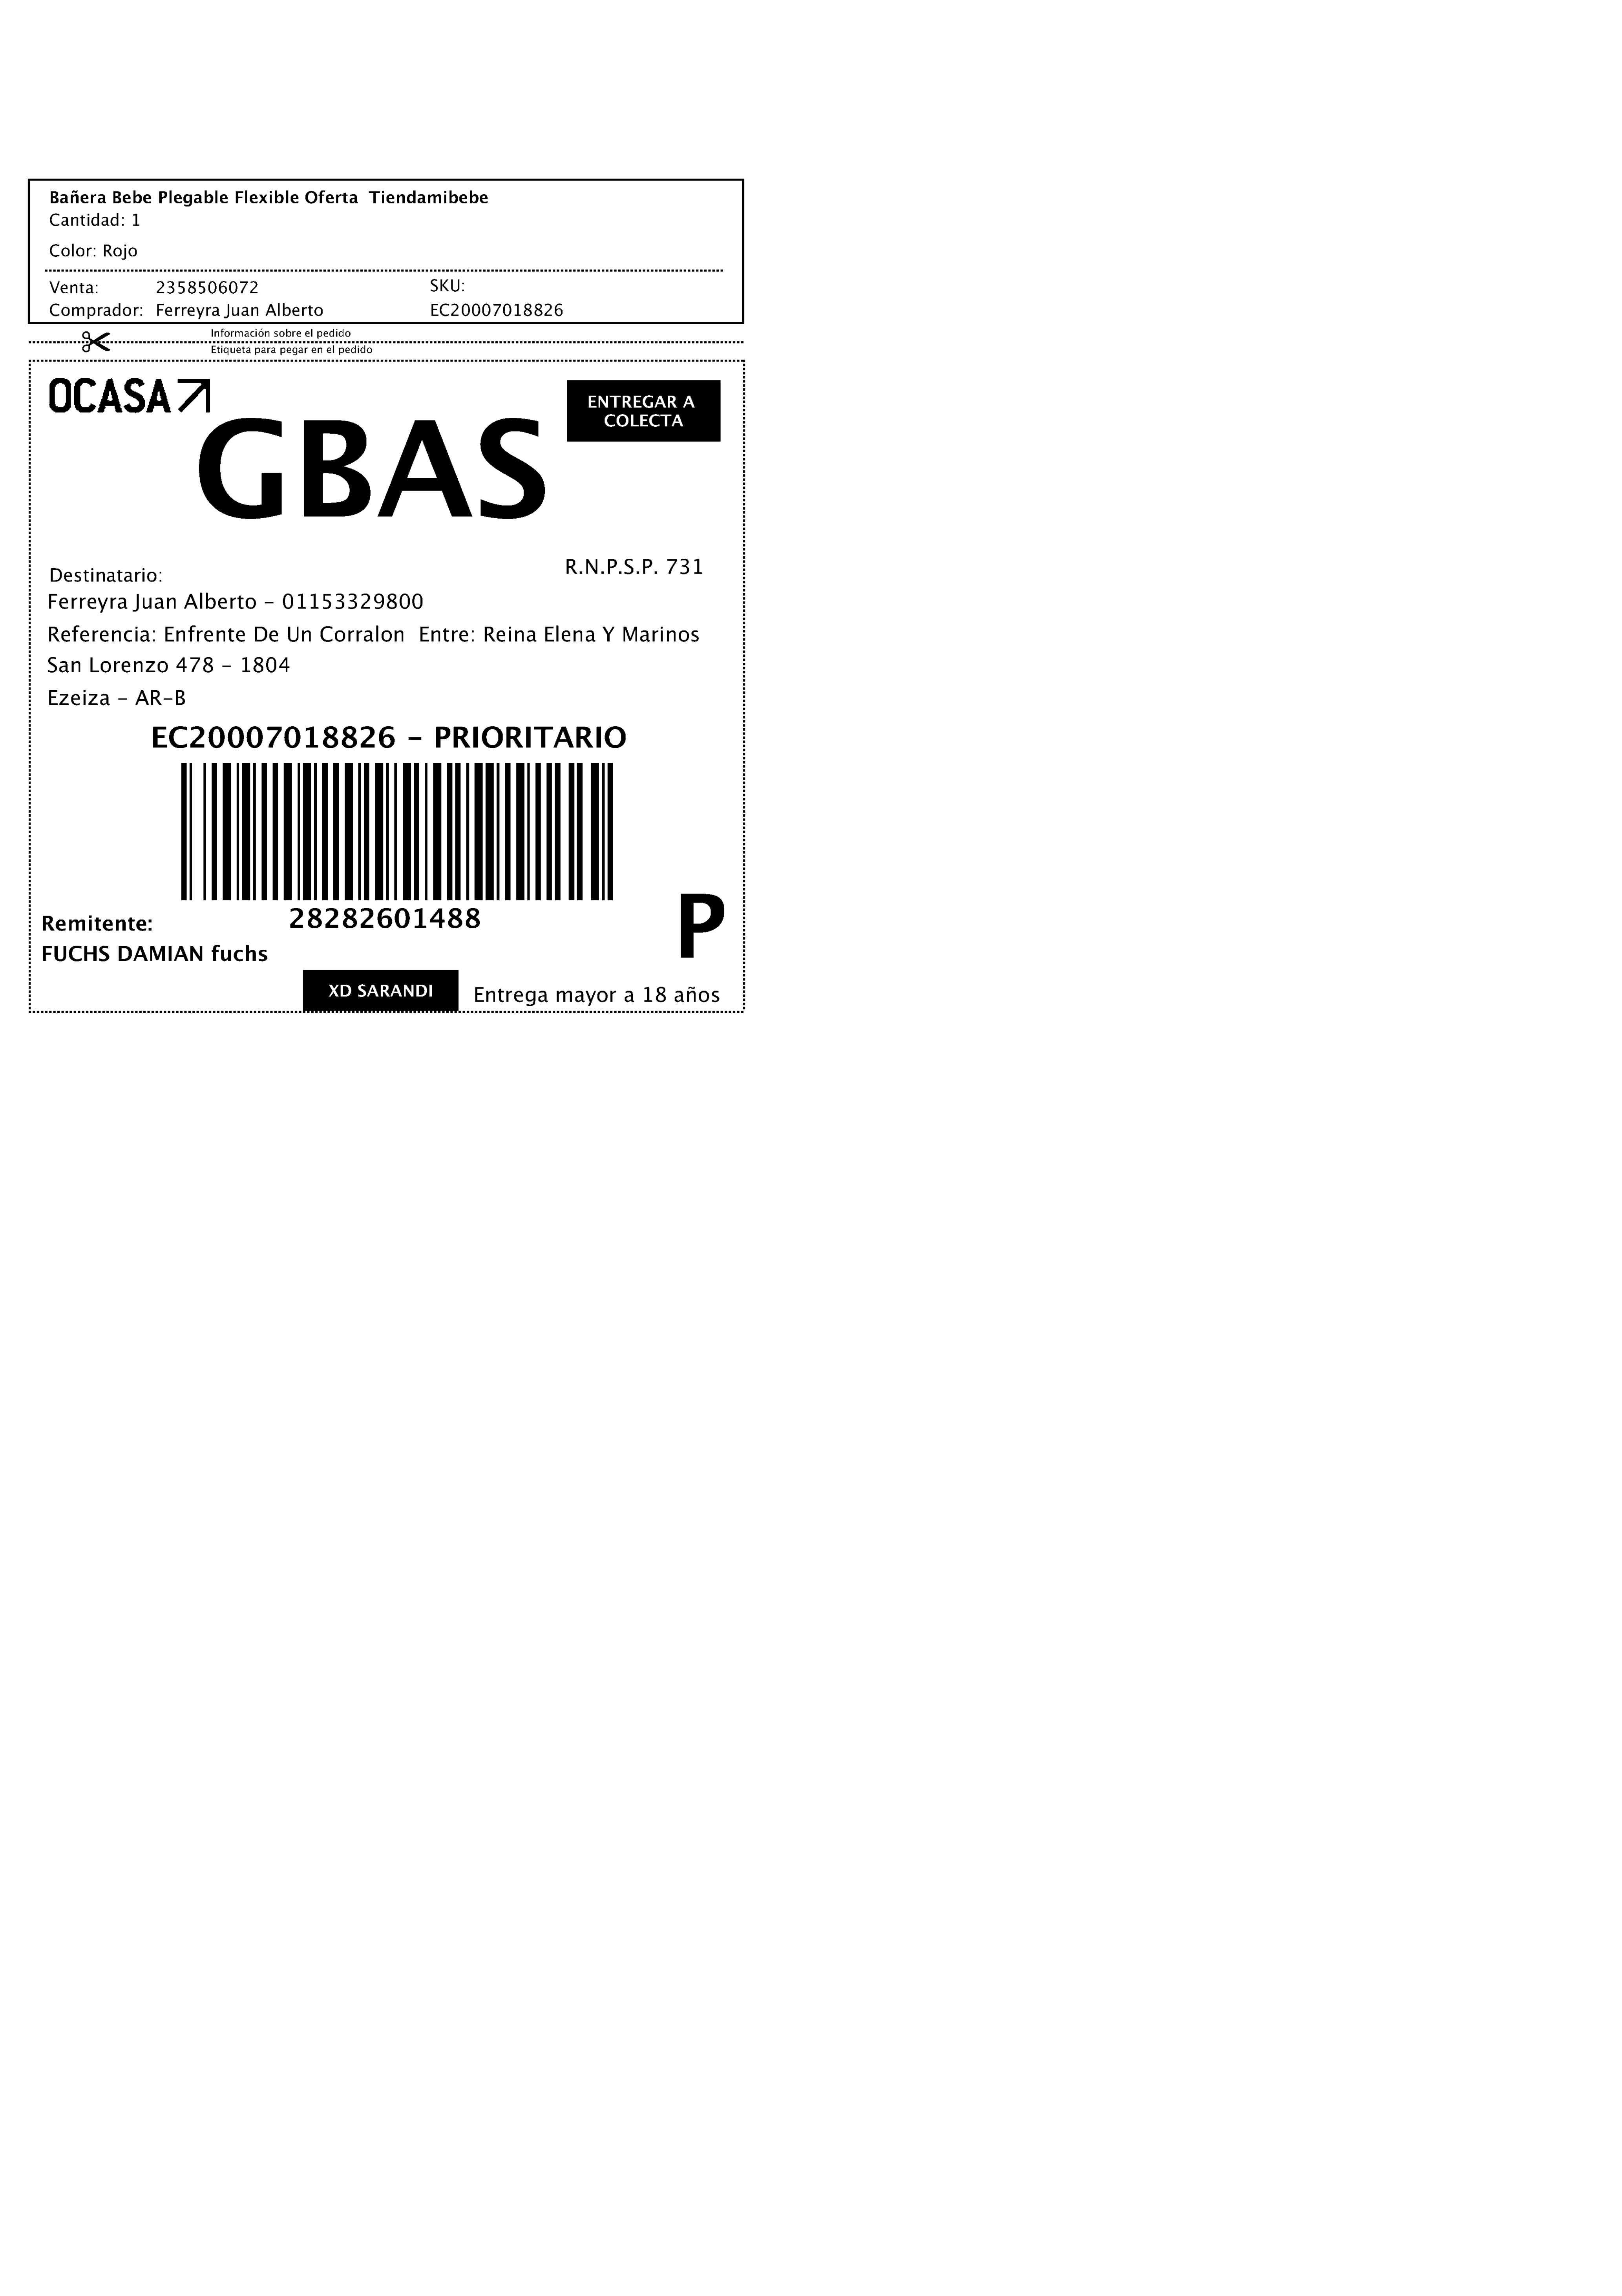 Bañera Bebe Plegable Flexible Oferta  Tiendamibebe
Cantidad: 1
Color: Rojo
Venta: 2358506072 SKU:
Comprador: Ferreyra Juan Alberto EC20007018826
Información sobre el pedido
Etiqueta para pegar en el pedido
OCASA
ENTREGAR A
COLECTA
GBAS
R.N.P.S.P. 731
Destinatario:
Ferreyra Juan Alberto - 01153329800
Referencia: Enfrente De Un Corralon  Entre: Reina Elena Y Marinos
San Lorenzo 478 - 1804
Ezeiza - AR-B
EC20007018826 - PRIORITARIO
28282601488
P
Remitente:
FUCHS DAMIAN fuchs
XD SARANDI
Entrega mayor a 18 años